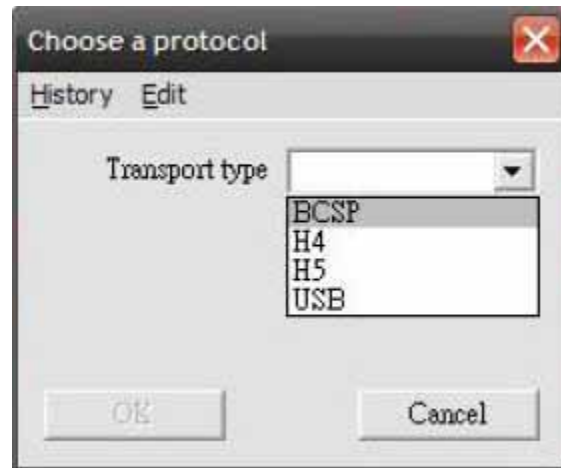 Choose a protocol
History Edit
Transport type
BCSP
H4
H5
USB
OK Cancel